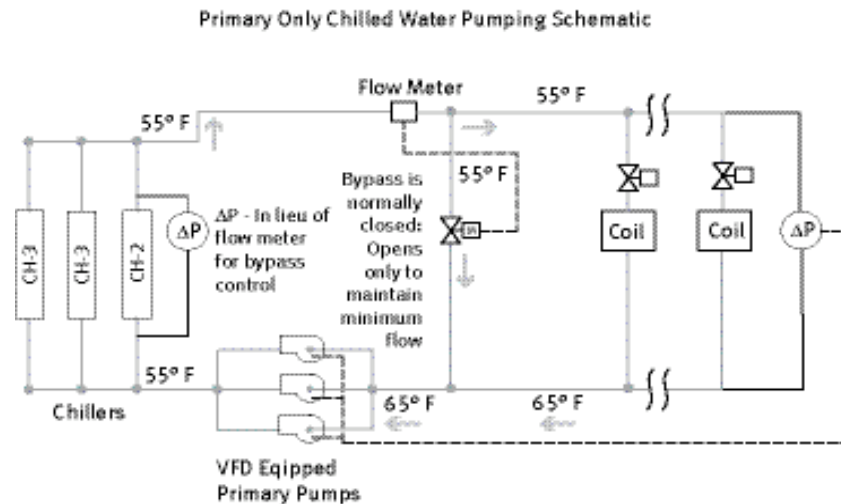 Primary Only Chilled Water Pumping Schematic
Flow Meter
55° F
55° F
55° F
Bypass is
normally
closed:
Opens
only to
maintain
minimum
flow
CH-3
CH-3
CH-2
ΔP
ΔP - In lieu of
flow meter
for bypass
control
Coil
Coil
ΔP
55° F
65° F
65° F
Chillers
VFD Eqipped
Primary Pumps